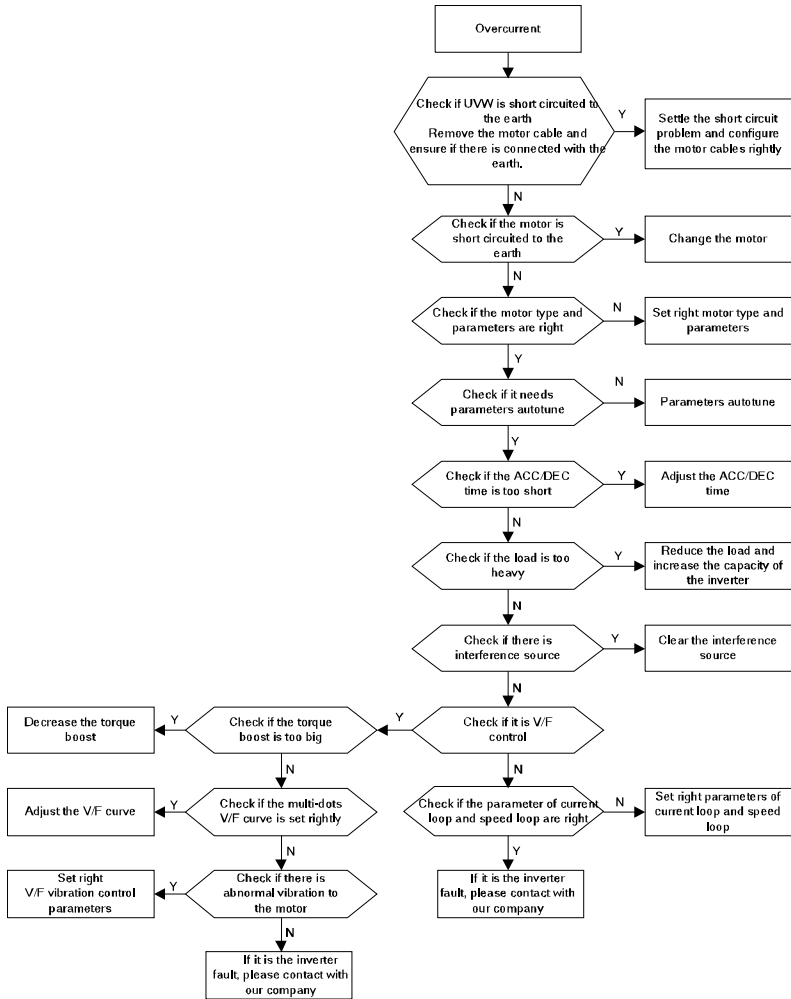 Overcurrent
Check if UVW is short circuited to
the earth
Remove the motor cable and
ensure if there is connected with the
earth.
Y
Settle the short circuit
problem and configure
the motor cables rightly
N
Check if the motor is
short circuited to the
earth
Y
Change the motor
N
Check if the motor type and
parameters are right
N
Set right motor type and
parameters
Y
Check if it needs
parameters autotune
N
Parameters autotune
Y
Check if the ACC/DEC
time is too short
Y
Adjust the ACC/DEC
time
N
Check if the load is too
heavy
Y
Reduce the load and
increase the capacity of
the inverter
N
Check if there is
interference source
Y
Clear the interference
source
N
Check if it is V/F
control
Y
Check if the torque
boost is too big
Y
Decrease the torque
boost
N
Check if the multi-dots
V/F curve is set rightly
Y
Adjust the V/F curve
N
Check if there is
abnormal vibration to
the motor
Y
Set right
V/F vibration control
parameters
N
If it is the inverter
fault, please contact with
our company
N
Check if the parameter of current
loop and speed loop are right
N
Set right parameters of
current loop and speed
loop
Y
If it is the inverter
fault, please contact with
our company